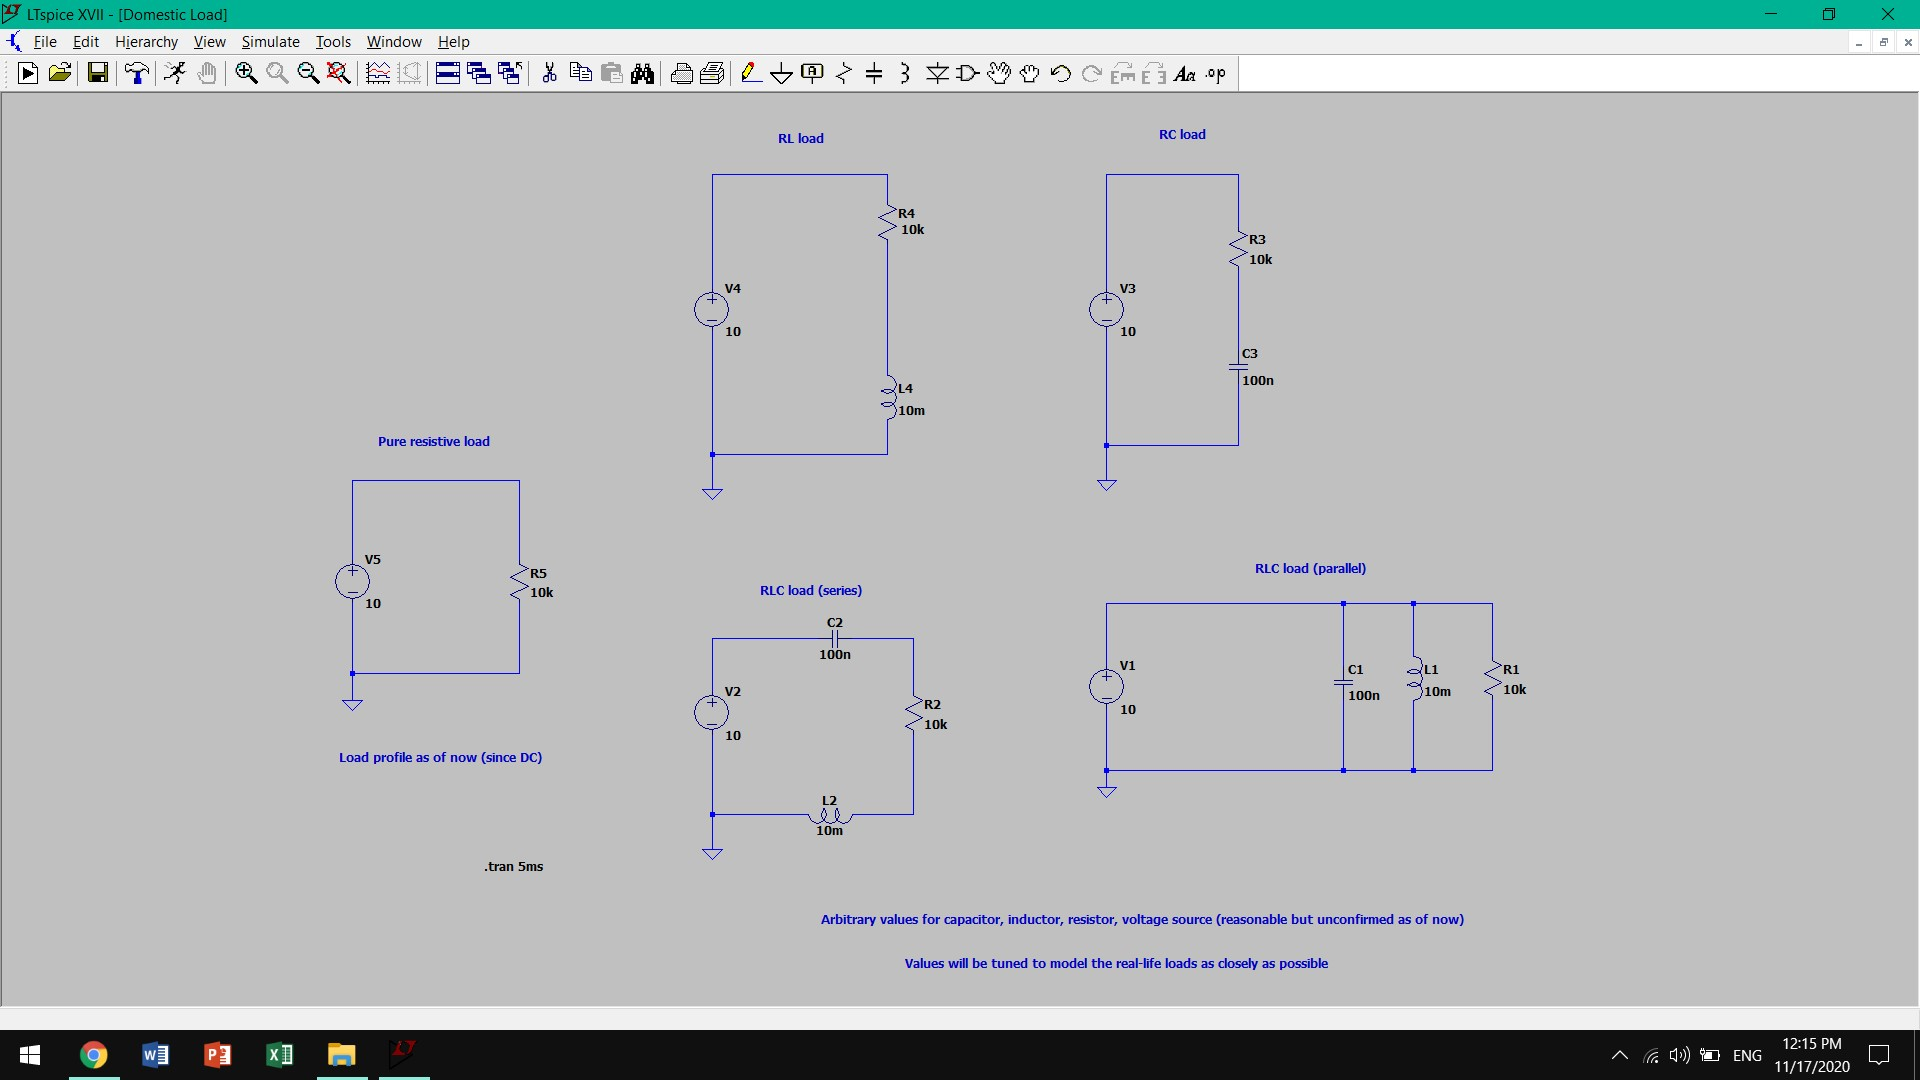 LTspice XVII - [Domestic Load]
File Edit Hierarchy View Simulate Tools Window Help
A
Aa .op
RL load
R4
10k
V4
10
L4
10m
RC load
R3
10k
V3
10
C3
100n
Pure resistive load
V5
10
R5
10k
Load profile as of now (since DC)
.tran 5ms
RLC load (series)
C2
100n
V2
10
R2
10k
L2
10m
RLC load (parallel)
V1
10
C1
100n
L1
10m
R1
10k
Arbitrary values for capacitor, inductor, resistor, voltage source (reasonable but unconfirmed as of now)
Values will be tuned to model the real-life loads as closely as possible
ENG
12:15 PM
11/17/2020